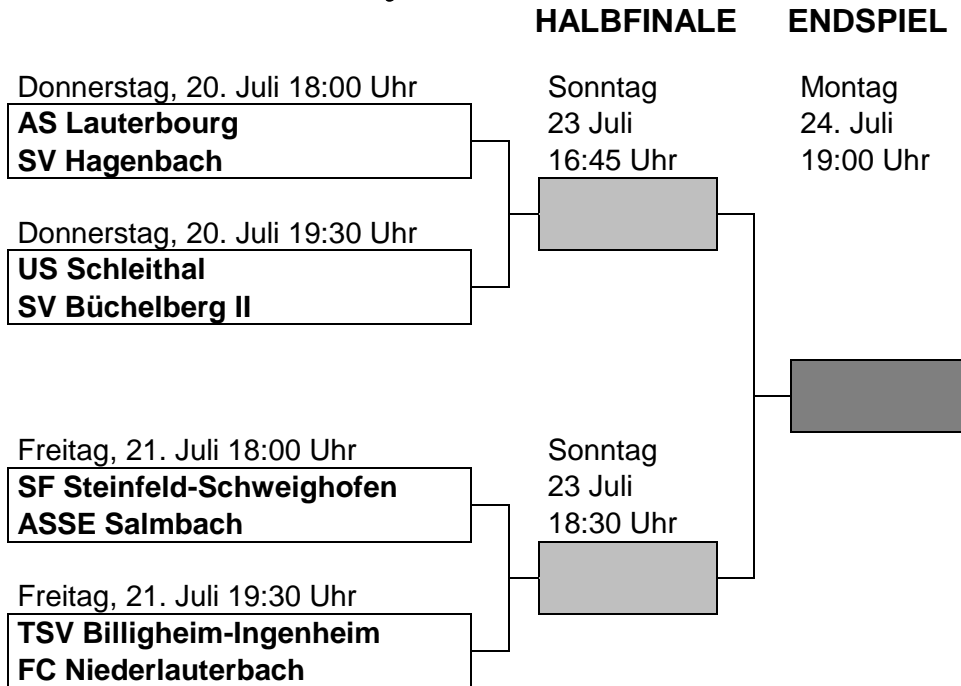 HALBFINALE ENDSPIEL
Donnerstag, 20. Juli 18:00 Uhr
AS Lauterbourg
SV Hagenbach
Sonntag
23 Juli
16:45 Uhr
Montag
24. Juli
19:00 Uhr
Donnerstag, 20. Juli 19:30 Uhr
US Schleithal
SV Büchelberg II
Freitag, 21. Juli 18:00 Uhr
SF Steinfeld-Schweighofen
ASSE Salmbach
Sonntag
23 Juli
18:30 Uhr
Freitag, 21. Juli 19:30 Uhr
TSV Billigheim-Ingenheim
FC Niederlauterbach